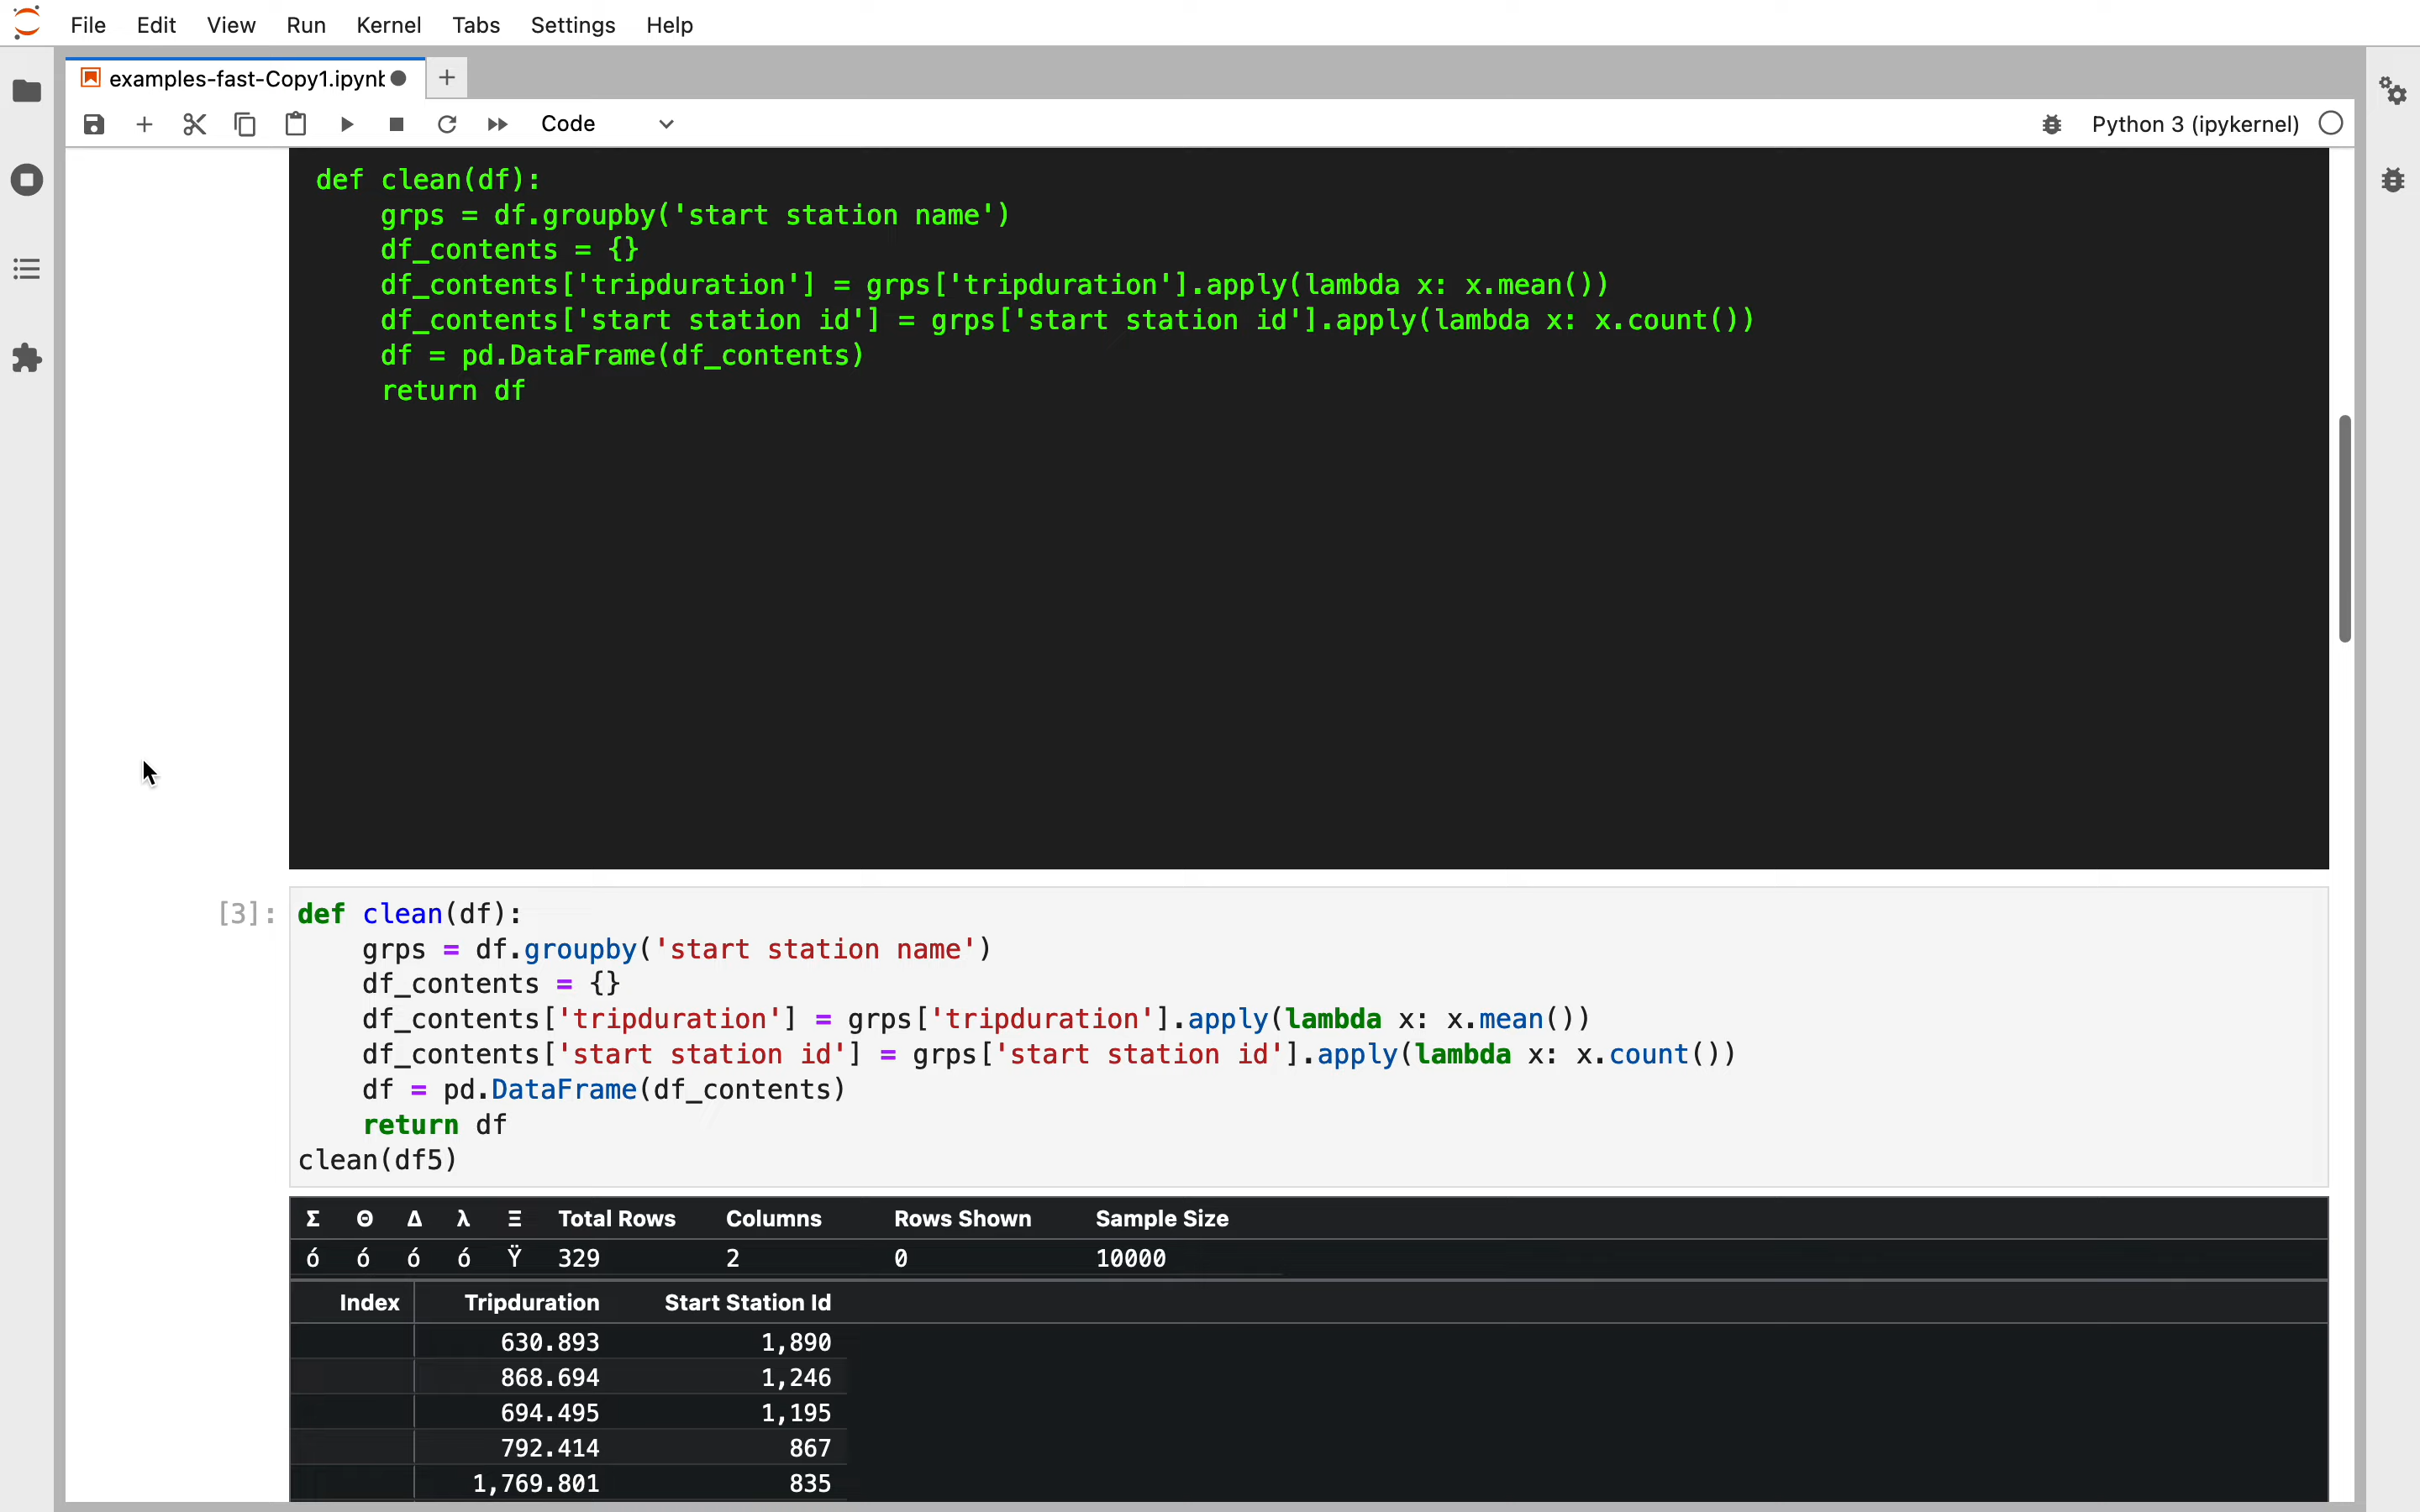 File Edit View Run Kernel Tabs Settings Help
examples-fast-Copy1.ipynb
Code
Python 3 (ipykernel)
def clean(df):
    grps = df.groupby('start station name')
    df_contents = {}
    df_contents['tripduration'] = grps['tripduration'].apply(lambda x: x.mean())
    df_contents['start station id'] = grps['start station id'].apply(lambda x: x.count())
    df = pd.DataFrame(df_contents)
    return df
[3]: def clean(df):
    grps = df.groupby('start station name')
    df_contents = {}
    df_contents['tripduration'] = grps['tripduration'].apply(lambda x: x.mean())
    df_contents['start station id'] = grps['start station id'].apply(lambda x: x.count())
    df = pd.DataFrame(df_contents)
    return df
clean(df5)
Σ Θ Δ λ Ξ Total Rows Columns Rows Shown Sample Size
ó ó ó ó Ÿ 329 2 0 10000
Index Tripduration Start Station Id
630.893 1,890
868.694 1,246
694.495 1,195
792.414 867
1,769.801 835